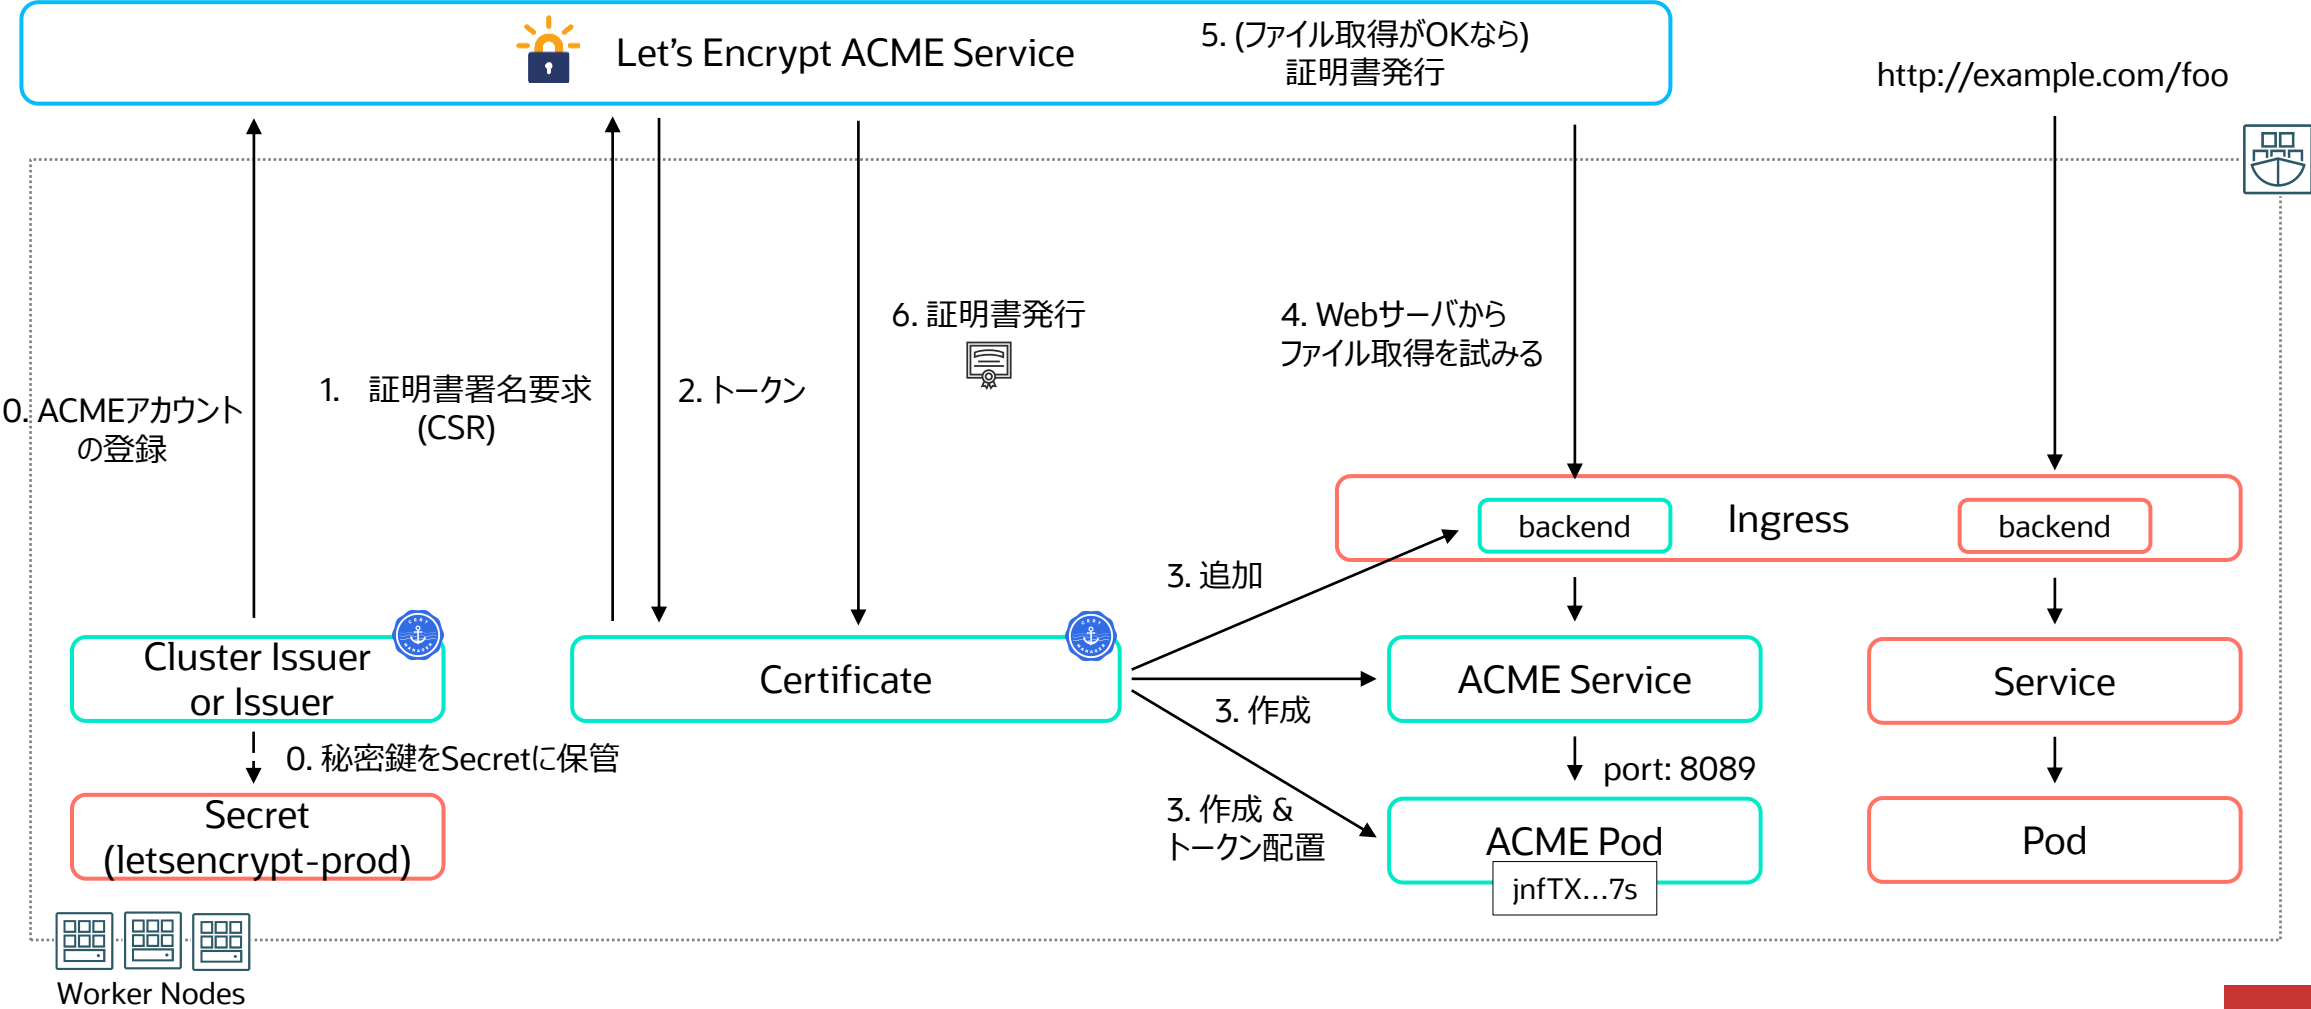 Let's Encrypt ACME Service
5. (ファイル取得がOKなら)
証明書発行
http://example.com/foo
6. 証明書発行
4. Webサーバから
ファイル取得を試みる
1. 証明書署名要求
(CSR)
2. トークン
0. ACMEアカウント
の登録
backend
Ingress
backend
3. 追加
CERT
MANAGER
Cluster Issuer
or Issuer
CERT
MANAGER
Certificate
ACME Service
Service
3. 作成
0. 秘密鍵をSecretに保管
port: 8089
Secret
(letsencrypt-prod)
3. 作成 &
トークン配置
ACME Pod
jnfTX...7s
Pod
Worker Nodes